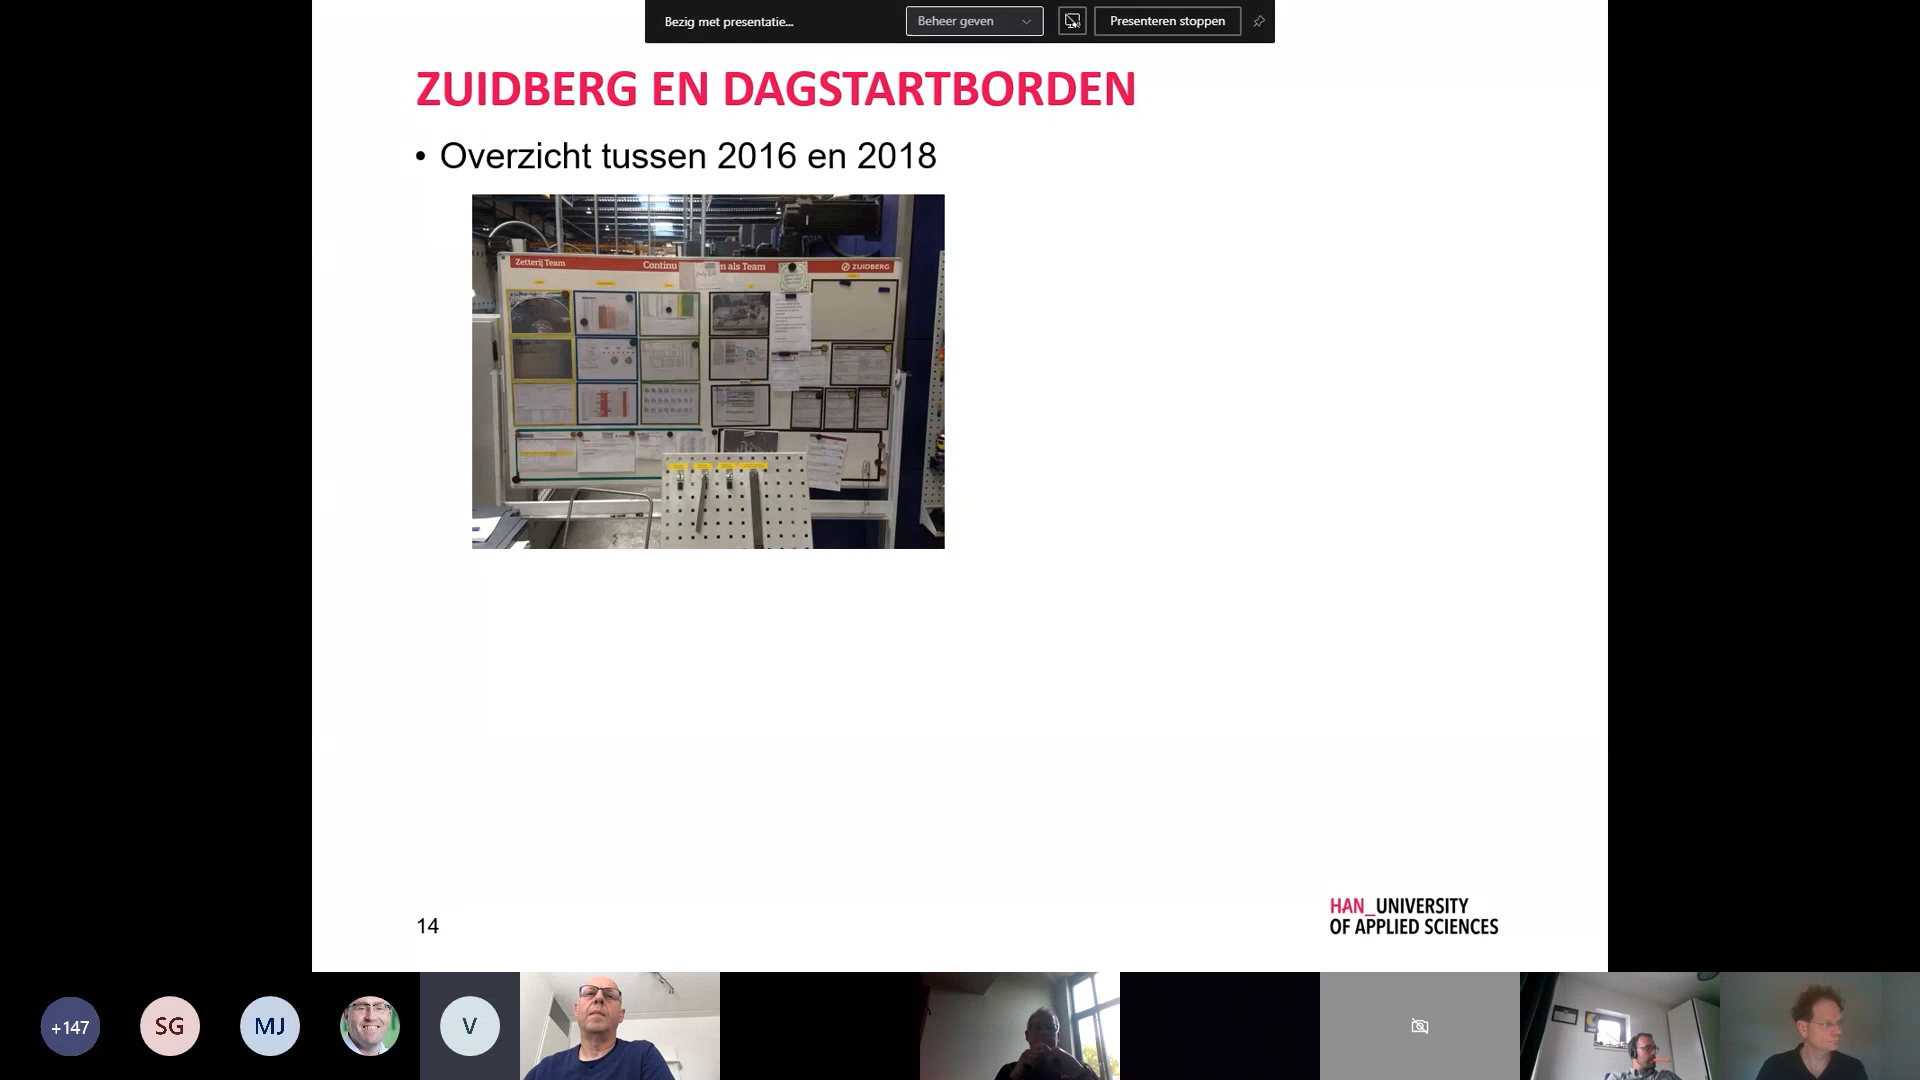 Bezig met presentatie...
Beheer geven
Presenteren stoppen
ZUIDBERG EN DAGSTARTBORDEN
• Overzicht tussen 2016 en 2018
Zetterij Team
Continu
n als Team
ZUIDBERG
14
HAN_UNIVERSITY
OF APPLIED SCIENCES
+147
SG
MJ
V